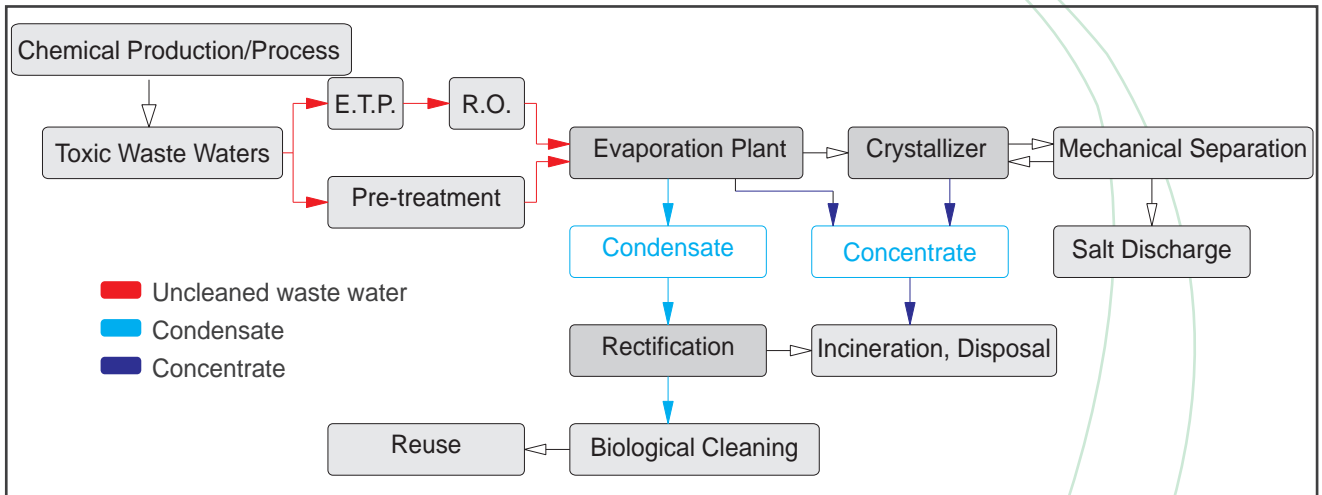 Chemical Production/Process
E.T.P.
R.O.
Toxic Waste Waters
Evaporation Plant
Crystallizer
Mechanical Separation
Pre-treatment
Condensate
Concentrate
Salt Discharge
Uncleaned waste water
Condensate
Concentrate
Rectification
Incineration, Disposal
Reuse
Biological Cleaning